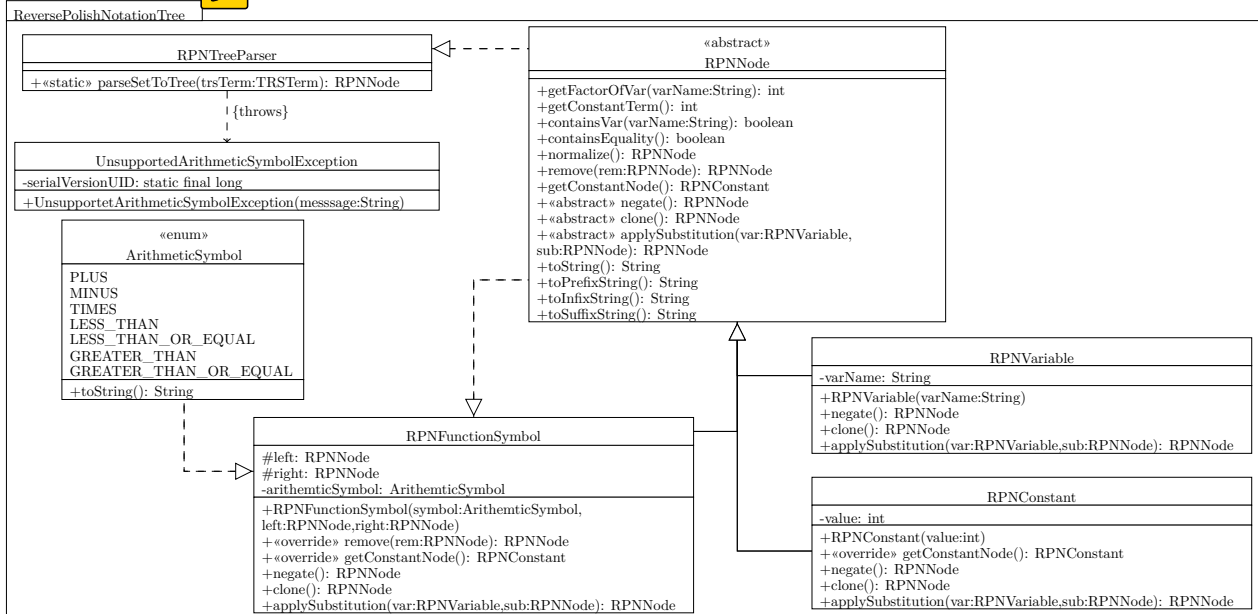 ReversePolishNotationTree
RPNTreeParser
+«static» parseSetToTree(trsTerm:TRSTerm): RPNNode
{throws}
UnsupportedArithmeticSymbolException
-serialVersionUID: static final long
+UnsupportetArithmeticSymbolException(messsage:String)
«enum»
ArithmeticSymbol
PLUS
MINUS
TIMES
LESS_THAN
LESS_THAN_OR_EQUAL
GREATER_THAN
GREATER_THAN_OR_EQUAL
+toString(): String
«abstract»
RPNNode
+getFactorOfVar(varName:String): int
+getConstantTerm(): int
+containsVar(varName:String): boolean
+containsEquality(): boolean
+normalize(): RPNNode
+remove(rem:RPNNode): RPNNode
+getConstantNode(): RPNConstant
+«abstract» negate(): RPNNode
+«abstract» clone(): RPNNode
+«abstract» applySubstitution(var:RPNVariable,
sub:RPNNode): RPNNode
+toString(): String
+toPrefixString(): String
+toInfixString(): String
+toSuffixString(): String
RPNFunctionSymbol
#left: RPNNode
#right: RPNNode
-arithemticSymbol: ArithemticSymbol
+RPNFunctionSymbol(symbol:ArithemticSymbol,
left:RPNNode,right:RPNNode)
+«override» remove(rem:RPNNode): RPNNode
+«override» getConstantNode(): RPNConstant
+negate(): RPNNode
+clone(): RPNNode
+applySubstitution(var:RPNVariable,sub:RPNNode): RPNNode
RPNVariable
-varName: String
+RPNVariable(varName:String)
+negate(): RPNNode
+clone(): RPNNode
+applySubstitution(var:RPNVariable,sub:RPNNode): RPNNode
RPNConstant
-value: int
+RPNConstant(value:int)
+«override» getConstantNode(): RPNConstant
+negate(): RPNNode
+clone(): RPNNode
+applySubstitution(var:RPNVariable,sub:RPNNode): RPNNode